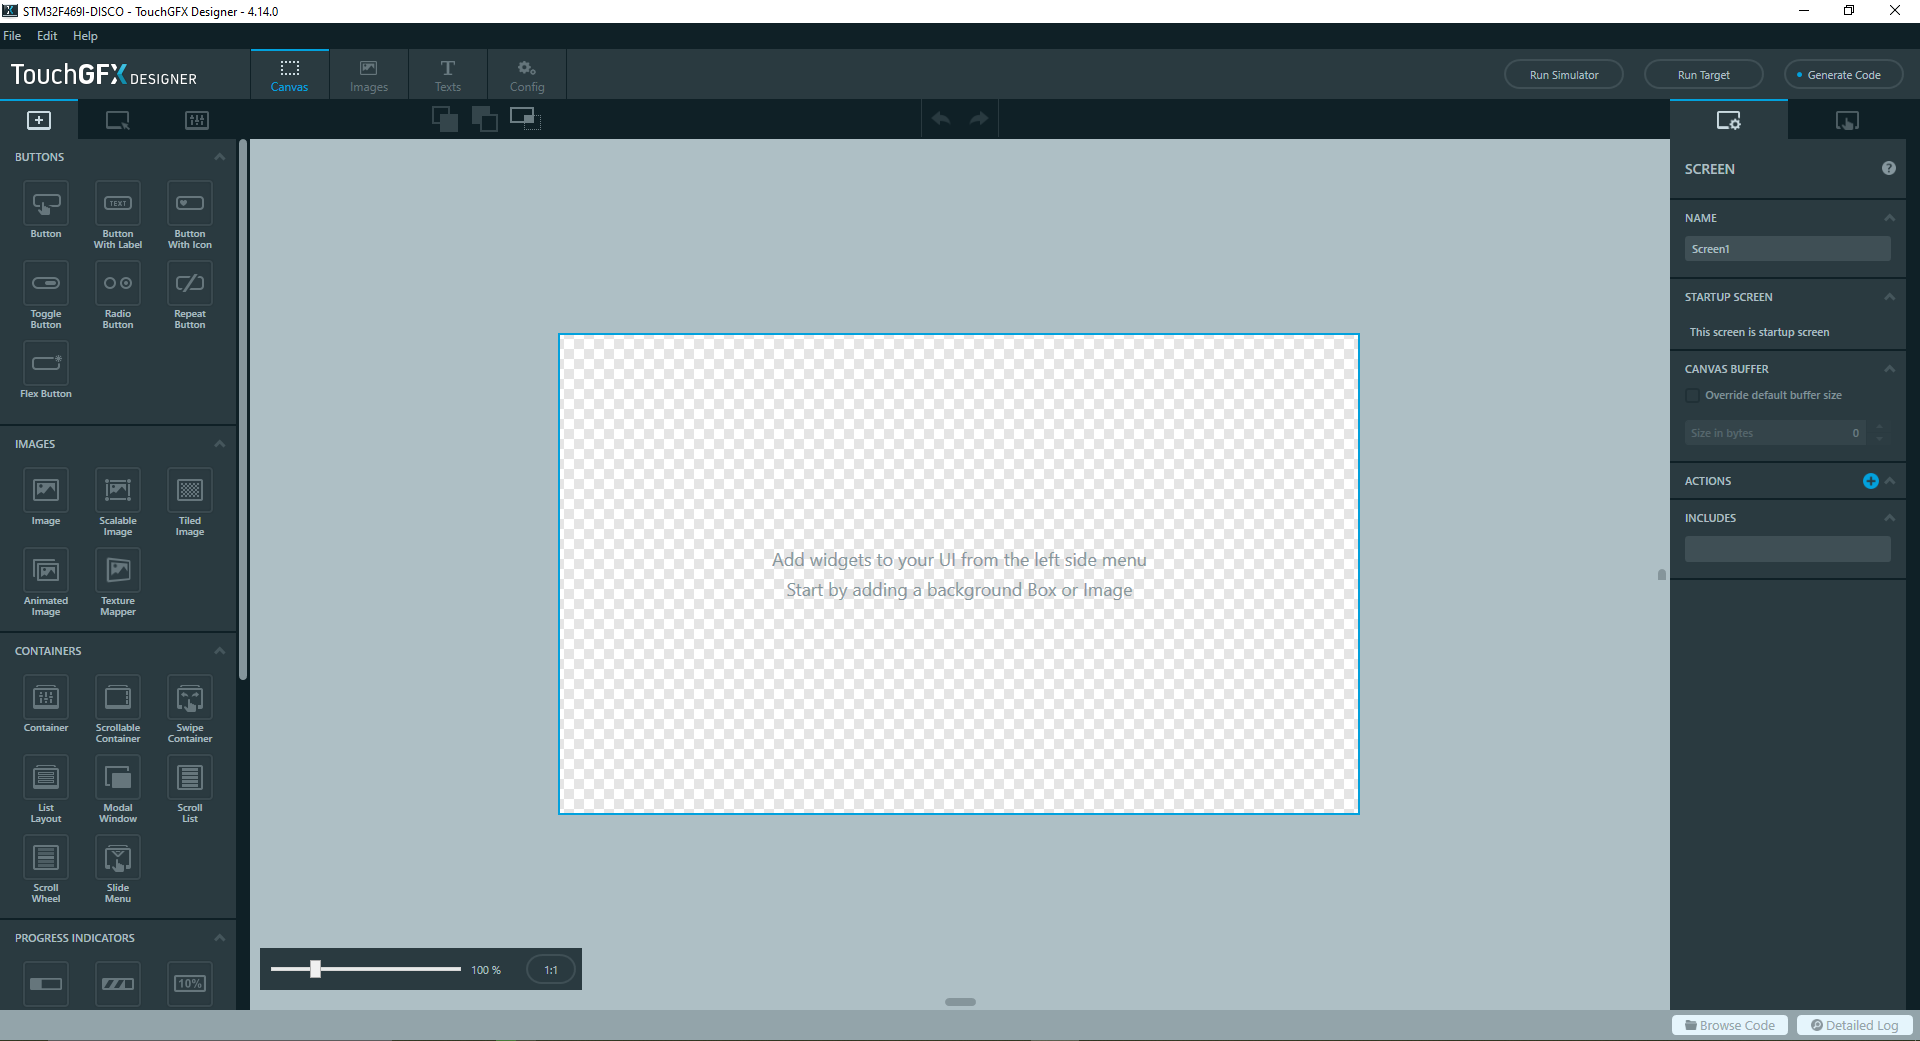 STM32F469I-DISCO - TouchGFX Designer - 4.14.0
File Edit Help
TouchGFX DESIGNER
Canvas
Images
Texts
Config
Run Simulator
Run Target
Generate Code
BUTTONS
Button
Button
With Label
TEXT
Button
With Icon
Toggle
Button
Radio
Button
Repeat
Button
Flex Button
IMAGES
Image
Scalable
Image
Tiled
Image
Animated
Image
Texture
Mapper
CONTAINERS
Container
Scrollable
Container
Swipe
Container
List
Layout
Modal
Window
Scroll
List
Scroll
Wheel
Slide
Menu
PROGRESS INDICATORS
10%
Add widgets to your UI from the left side menu
Start by adding a background Box or Image
100 %
1:1
SCREEN
?
NAME
Screen1
STARTUP SCREEN
This screen is startup screen
CANVAS BUFFER
Override default buffer size
Size in bytes 0
ACTIONS
INCLUDES
Browse Code
Detailed Log